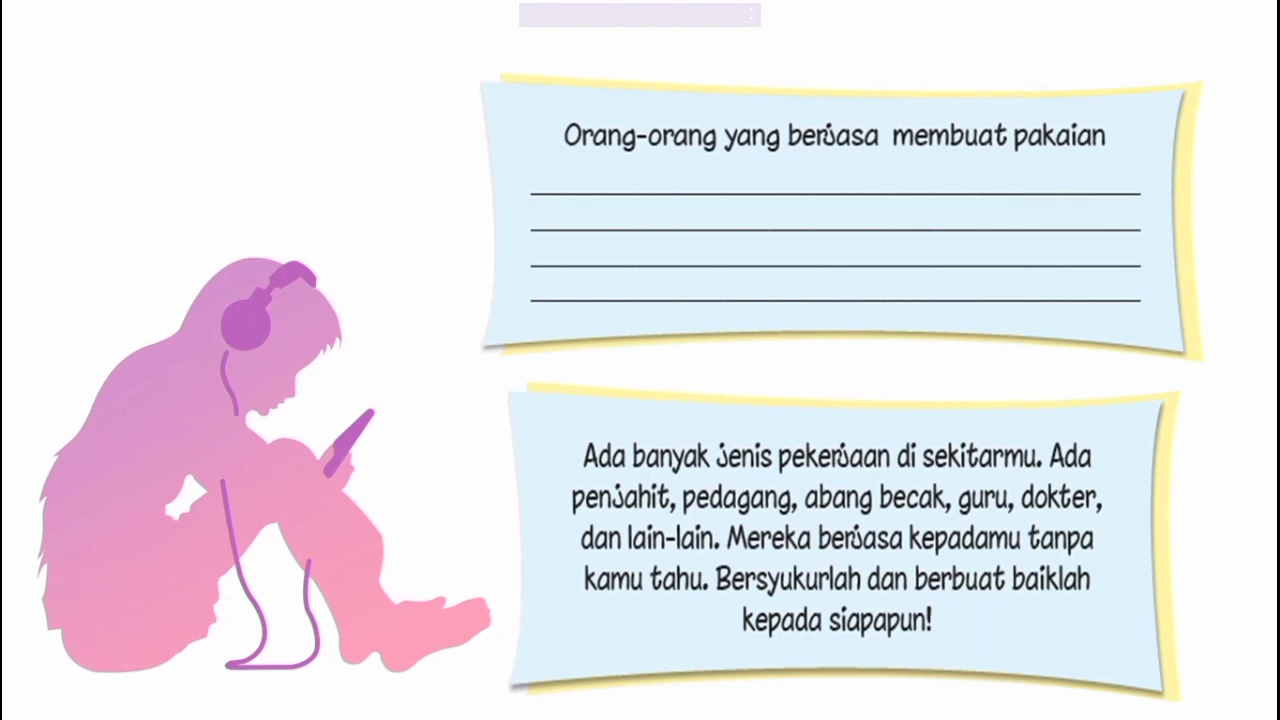 Orang-orang yang berjasa membuat pakaian
Ada banyak jenis pekerjaan di sekitarmu. Ada
penjahit, pedagang, abang becak, guru, dokter,
dan lain-lain. Mereka berjasa kepadamu tanpa
kamu tahu. Bersyukurlah dan berbuat baiklah
kepada siapapun!